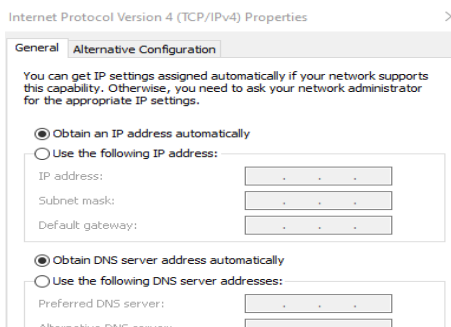 Internet Protocol Version 4 (TCP/IPv4) Properties
General Alternative Configuration
You can get IP settings assigned automatically if your network supports
this capability. Otherwise, you need to ask your network administrator
for the appropriate IP settings.
Obtain an IP address automatically
Use the following IP address:
IP address:
Subnet mask:
Default gateway:
Obtain DNS server address automatically
Use the following DNS server addresses:
Preferred DNS server:
Alternative DNS server: